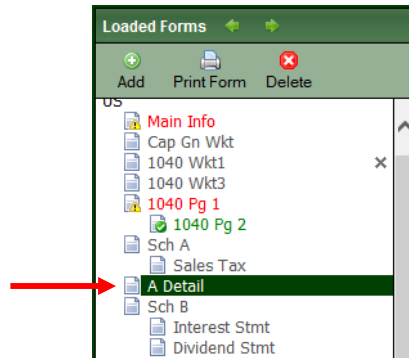 Loaded Forms
Add Print Form Delete
US
Main Info
Cap Gn Wkt
1040 Wkt1
1040 Wkt3
1040 Pg 1
1040 Pg 2
Sch A
Sales Tax
A Detail
Sch B
Interest Stmt
Dividend Stmt